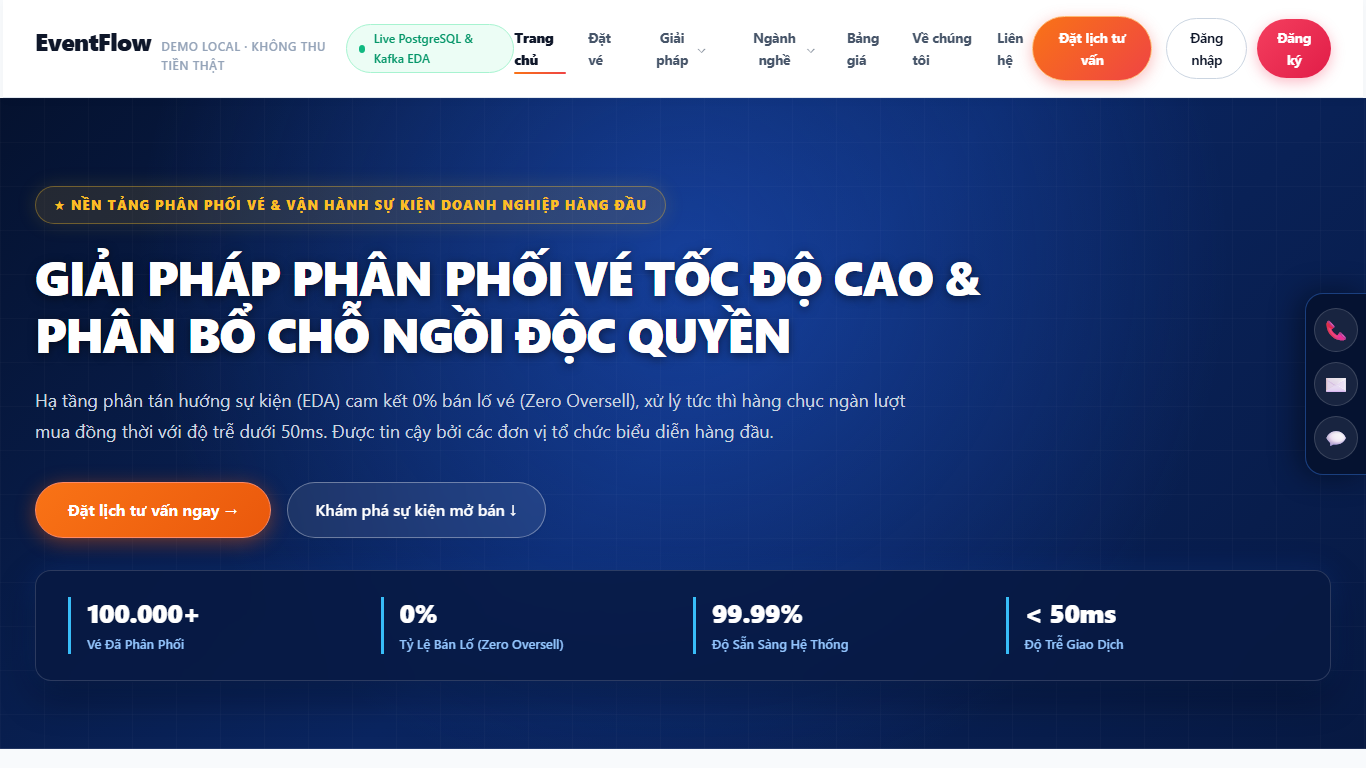 EventFlow
DEMO LOCAL · KHÔNG THU
TIỀN THẬT
Live PostgreSQL &
Kafka EDA
Trang
chủ
Đặt
vé
Giải
pháp
Ngành
nghề
Bảng
giá
Về chúng
tôi
Liên
hệ
Đặt lịch tư
vấn
Đăng
nhập
Đăng
ký
★ NỀN TẢNG PHÂN PHỐI VÉ & VẬN HÀNH SỰ KIỆN DOANH NGHIỆP HÀNG ĐẦU
GIẢI PHÁP PHÂN PHỐI VÉ TỐC ĐỘ CAO &
PHÂN BỔ CHỖ NGỒI ĐỘC QUYỀN
Hạ tầng phân tán hướng sự kiện (EDA) cam kết 0% bán lố vé (Zero Oversell), xử lý tức thì hàng chục ngàn lượt
mua đồng thời với độ trễ dưới 50ms. Được tin cậy bởi các đơn vị tổ chức biểu diễn hàng đầu.
Đặt lịch tư vấn ngay →
Khám phá sự kiện mở bán ↓
100.000+
Vé Đã Phân Phối
0%
Tỷ Lệ Bán Lố (Zero Oversell)
99.99%
Độ Sẵn Sàng Hệ Thống
< 50ms
Độ Trễ Giao Dịch